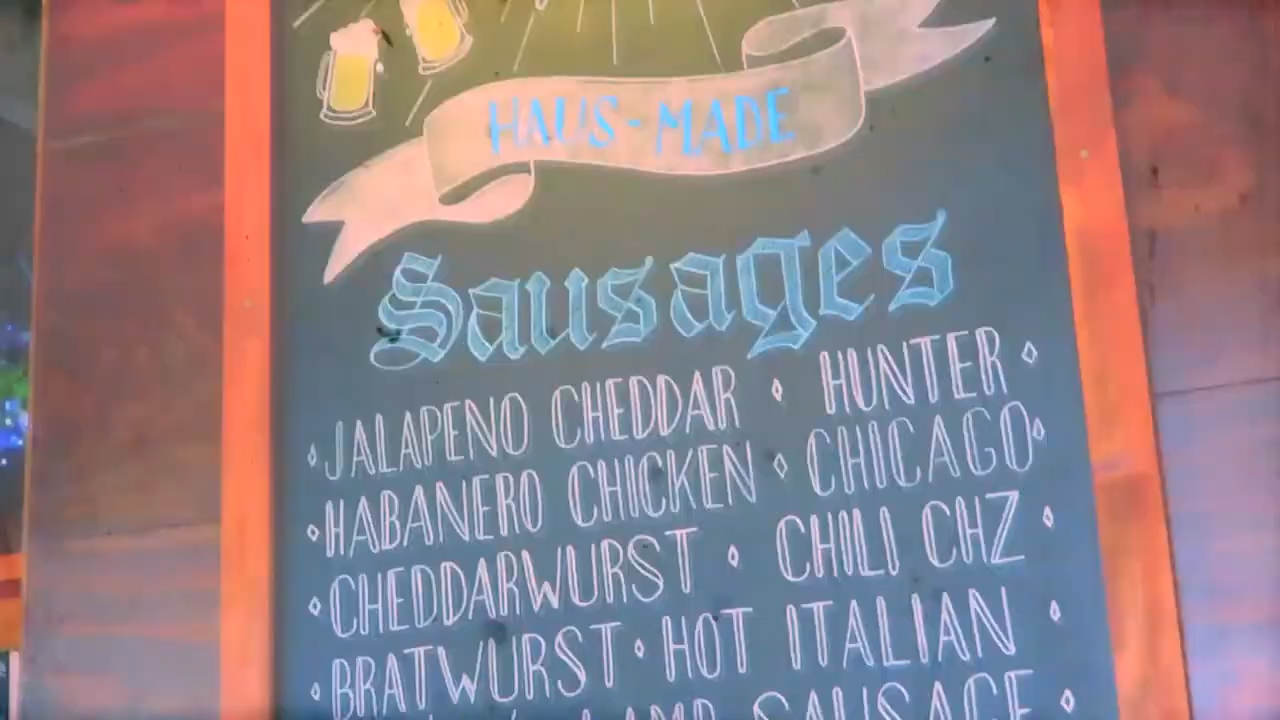 HAUS-MADE
Sausages
JALAPENO CHEDDAR HUNTER
HABANERO CHICKEN CHICAGO
CHEDDARWURST CHILI CHZ
BRATWURST HOT ITALIAN
LAMB SAUSAGE